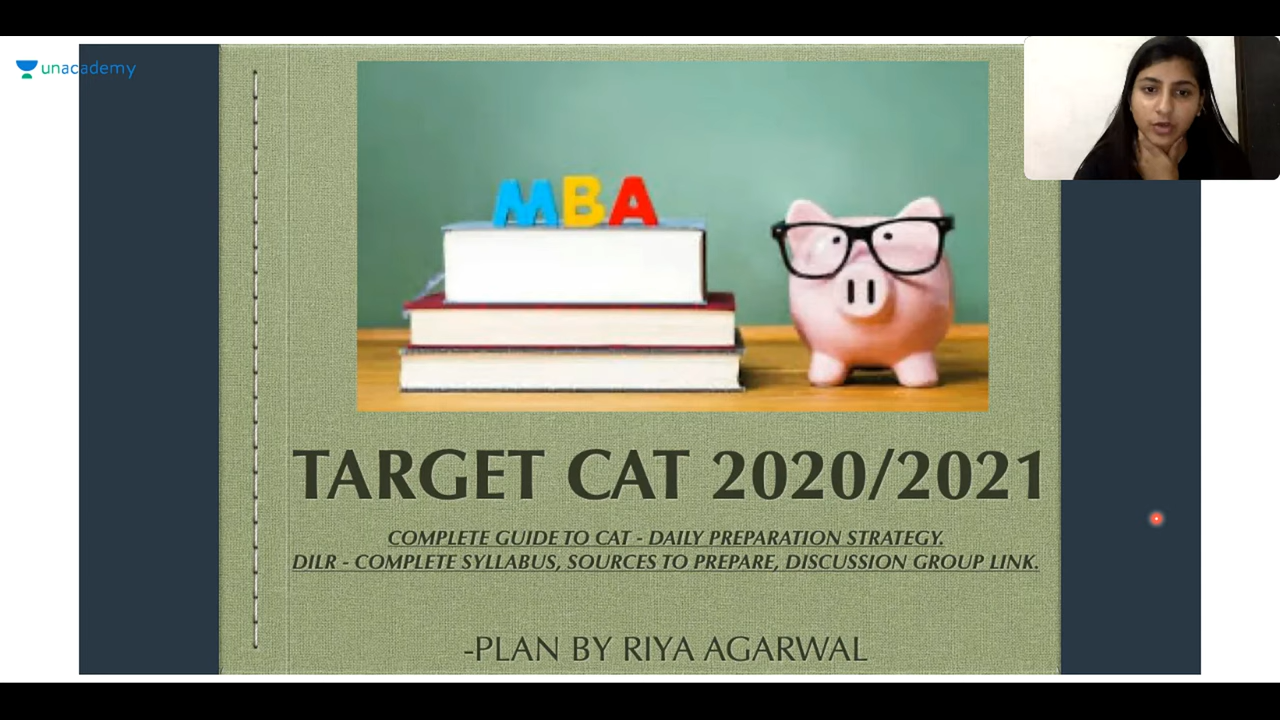 unacademy
MBA
TARGET CAT 2020/2021
COMPLETE GUIDE TO CAT - DAILY PREPARATION STRATEGY.
DILR - COMPLETE SYLLABUS, SOURCES TO PREPARE, DISCUSSION GROUP LINK.
-PLAN BY RIYA AGARWAL